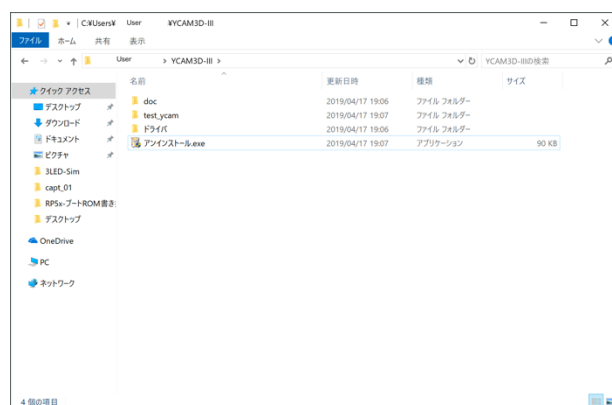 C:¥Users¥ User ¥YCAM3D-III
ファイル ホーム 共有 表示
User > YCAM3D-III > YCAM3D-IIIの検索
名前 更新日時 種類 サイズ
クイック アクセス
デスクトップ
ダウンロード
ドキュメント
ピクチャ
3LED-Sim
capt_01
RP5x-ブートROM書き
デスクトップ
OneDrive
PC
ネットワーク
doc 2019/04/17 19:06 ファイル フォルダー
test_ycam 2019/04/17 19:07 ファイル フォルダー
ドライバ 2019/04/17 19:06 ファイル フォルダー
アンインストール.exe 2019/04/17 19:07 アプリケーション 90 KB
4 個の項目